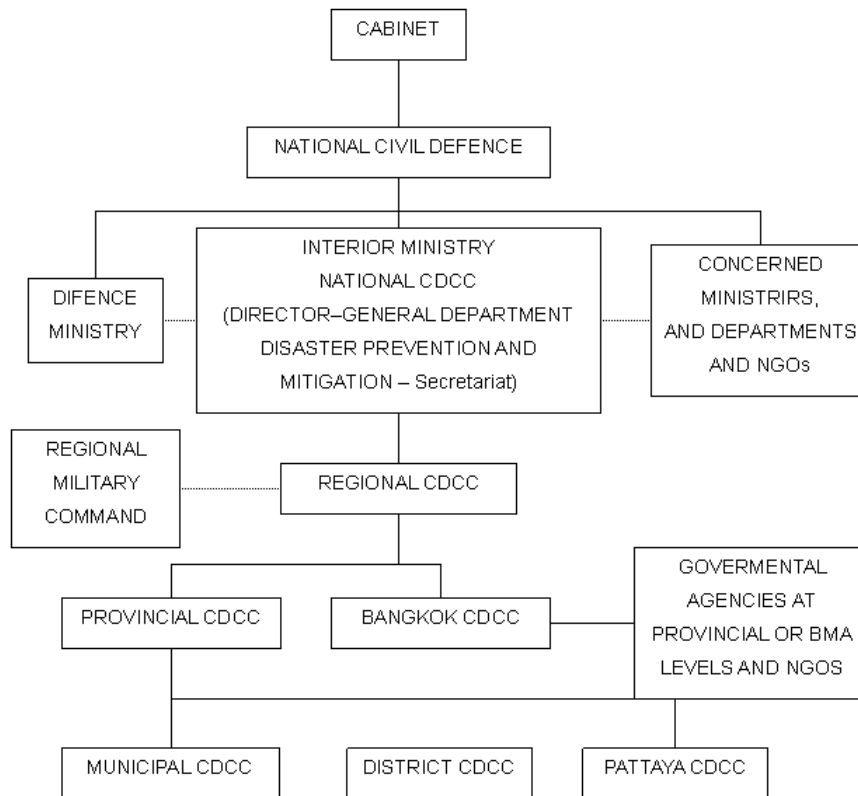 CABINET
NATIONAL CIVIL DEFENCE
DIFENCE
MINISTRY
INTERIOR MINISTRY
NATIONAL CDCC
(DIRECTOR–GENERAL DEPARTMENT
DISASTER PREVENTION AND
MITIGATION – Secretariat)
CONCERNED
MINISTRIRS,
AND DEPARTMENTS
AND NGOs
REGIONAL
MILITARY
COMMAND
REGIONAL CDCC
PROVINCIAL CDCC
BANGKOK CDCC
GOVERMENTAL
AGENCIES AT
PROVINCIAL OR BMA
LEVELS AND NGOS
MUNICIPAL CDCC
DISTRICT CDCC
PATTAYA CDCC